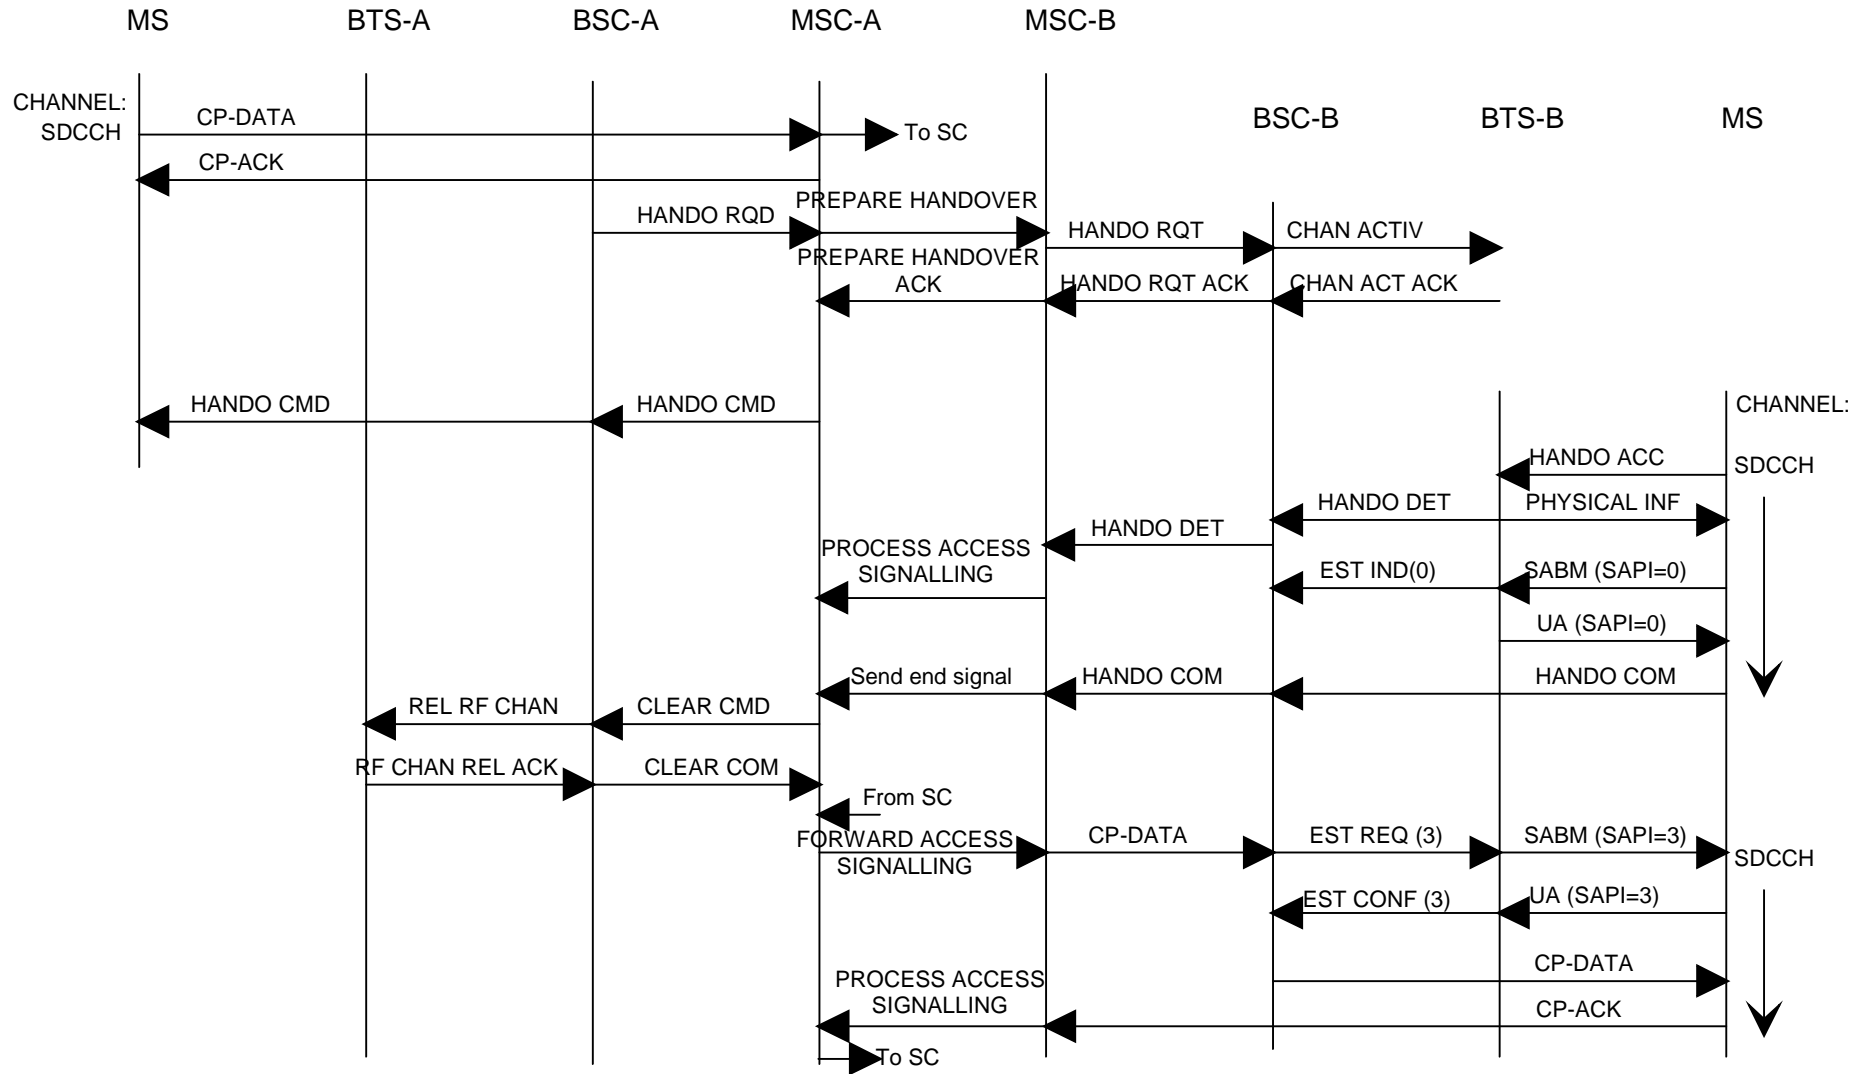 MS BTS-A BSC-A MSC-A MSC-B
CHANNEL:
SDCCH
CP-DATA
To SC
BSC-B BTS-B MS
CP-ACK
PREPARE HANDOVER
HANDO RQD
HANDO RQT
CHAN ACTIV
PREPARE HANDOVER
ACK
HANDO RQT ACK
CHAN ACT ACK
HANDO CMD
HANDO CMD
CHANNEL:
HANDO ACC
SDCCH
HANDO DET
PHYSICAL INF
HANDO DET
PROCESS ACCESS
SIGNALLING
EST IND(0)
SABM (SAPI=0)
UA (SAPI=0)
Send end signal
HANDO COM
HANDO COM
REL RF CHAN
CLEAR CMD
RF CHAN REL ACK
CLEAR COM
From SC
FORWARD ACCESS
SIGNALLING
CP-DATA
EST REQ (3)
SABM (SAPI=3)
SDCCH
EST CONF (3)
UA (SAPI=3)
CP-DATA
PROCESS ACCESS
SIGNALLING
CP-ACK
To SC